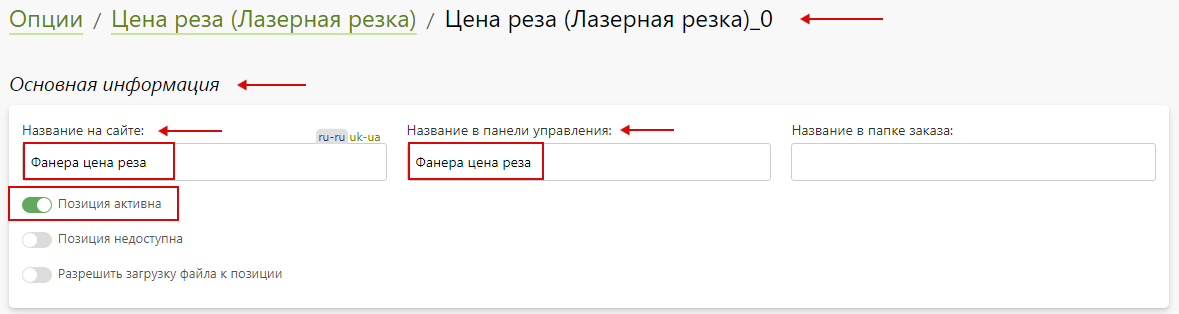 Опции / Цена реза (Лазерная резка) / Цена реза (Лазерная резка)_0
Основная информация
Название на сайте: ru-ru uk-ua Название в панели управления: Название в папке заказа:
Фанера цена реза Фанера цена реза
Позиция активна
Позиция недоступна
Разрешить загрузку файла к позиции